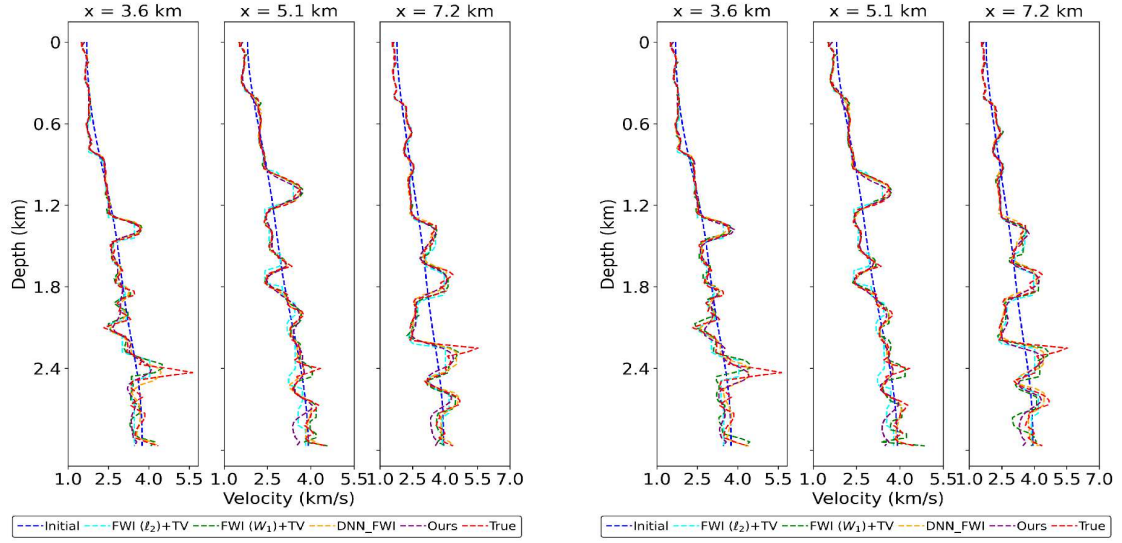 x = 3.6 km x = 5.1 km x = 7.2 km
0
0.6
1.2
1.8
2.4
Depth (km)
1.0 2.5 4.0 5.5 1.0 2.5 4.0 5.5 1.0 2.5 4.0 5.5 7.0
Velocity (km/s)
Initial FWI (ℓ₂)+TV FWI (W₁)+TV DNN_FWI Ours True
x = 3.6 km x = 5.1 km x = 7.2 km
0
0.6
1.2
1.8
2.4
Depth (km)
1.0 2.5 4.0 5.5 1.0 2.5 4.0 5.5 1.0 2.5 4.0 5.5 7.0
Velocity (km/s)
Initial FWI (ℓ₂)+TV FWI (W₁)+TV DNN_FWI Ours True